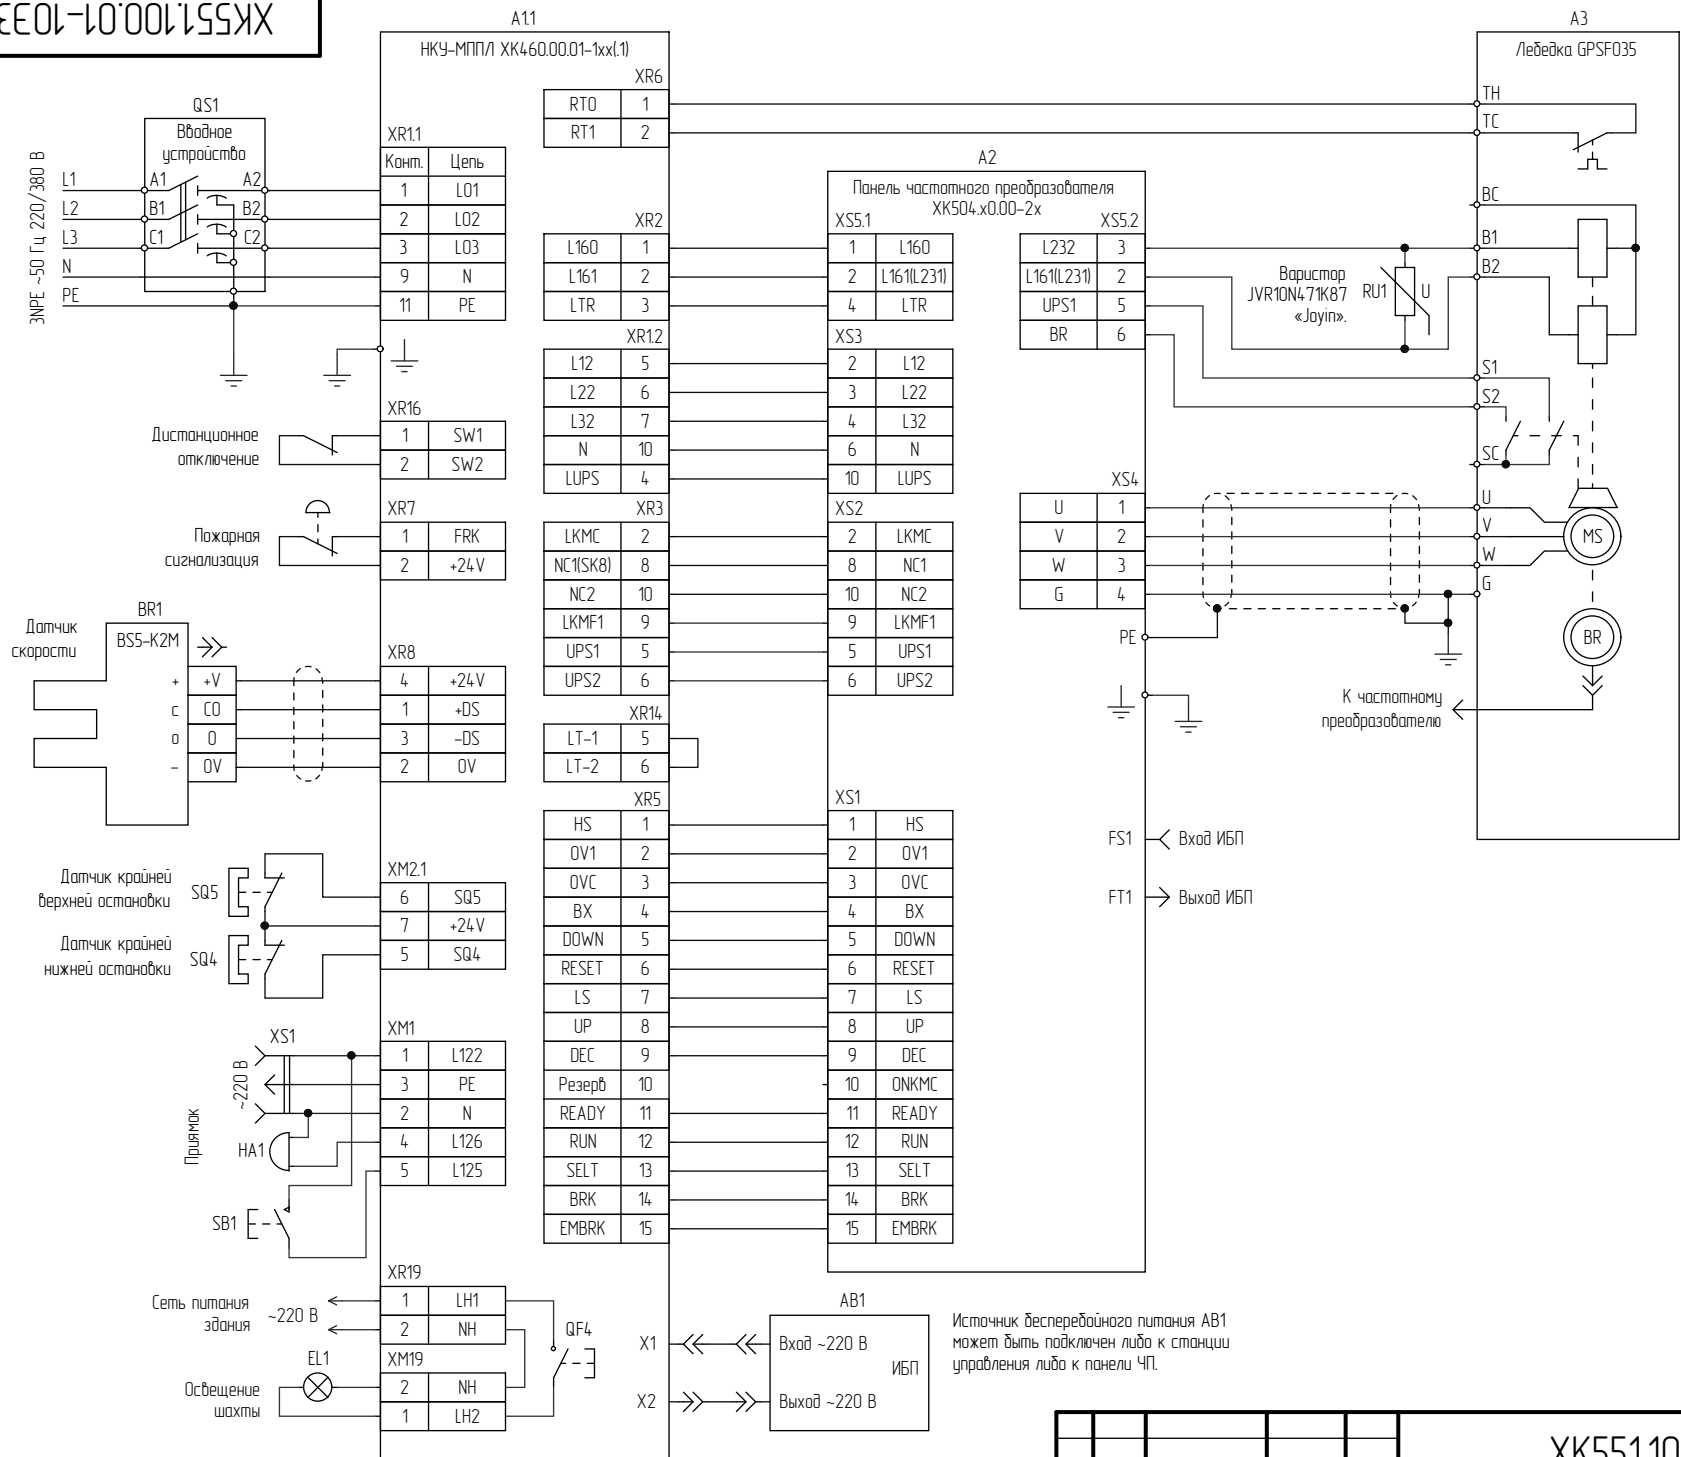 ХК551.100.01-1033
A1.1
НКУ-МППЛ ХК460.00.01-1хх(.1)
A3
Лебедка GPSF035
QS1
Вводное
устройство
3NPE ~50 Гц 220/380 В
L1 A1 A2
L2 B1 B2
L3 C1 C2
N
PE
XR1.1
Конт. Цепь
1 L01
2 L02
3 L03
9 N
11 PE
XR6
RT0 1
RT1 2
XR2
L160 1
L161 2
LTR 3
XR1.2
L12 5
L22 6
L32 7
N 10
LUPS 4
XR3
LKMC 2
NC1(SK8) 8
NC2 10
LKMF1 9
UPS1 5
UPS2 6
XR14
LT-1 5
LT-2 6
XR5
HS 1
0V1 2
0VC 3
BX 4
DOWN 5
RESET 6
LS 7
UP 8
DEC 9
Резерв 10
READY 11
RUN 12
SELT 13
BRK 14
EMBRK 15
A2
Панель частотного преобразователя
ХК504.х0.00-2х
XS5.1
1 L160
2 L161(L231)
4 LTR
XS3
2 L12
3 L22
4 L32
6 N
10 LUPS
XS2
2 LKMC
8 NC1
10 NC2
9 LKMF1
5 UPS1
6 UPS2
XS1
1 HS
2 0V1
3 0VC
4 BX
5 DOWN
6 RESET
7 LS
8 UP
9 DEC
10 ONKMC
11 READY
12 RUN
13 SELT
14 BRK
15 EMBRK
XS5.2
L232 3
L161(L231) 2
UPS1 5
BR 6
XS4
U 1
V 2
W 3
G 4
PE
FS1 Вход ИБП
FT1 Выход ИБП
Варистор
JVR10N471K87
«Joyin».
RU1 U
TH
TC
BC
B1
B2
S1
S2
SC
U
V
W
G
MS
BR
К частотному
преобразователю
Дистанционное
отключение
XR16
1 SW1
2 SW2
Пожарная
сигнализация
XR7
1 FRK
2 +24V
BR1
Датчик
скорости
BS5-K2M
+ +V
c C0
o 0
- 0V
XR8
4 +24V
1 +DS
3 -DS
2 0V
Датчик крайней
верхней остановки
SQ5
Датчик крайней
нижней остановки
SQ4
XM2.1
6 SQ5
7 +24V
5 SQ4
Приямок
XS1
~220 В
HA1
SB1
XM1
1 L122
3 PE
2 N
4 L126
5 L125
Сеть питания
здания
~220 В
XR19
1 LH1
2 NH
QF4
Освещение
шахты
EL1
XM19
2 NH
1 LH2
X1
X2
AB1
Вход ~220 В
ИБП
Выход ~220 В
Источник бесперебойного питания АВ1
может быть подключен либо к станции
управления либо к панели ЧП.
ХК551.10